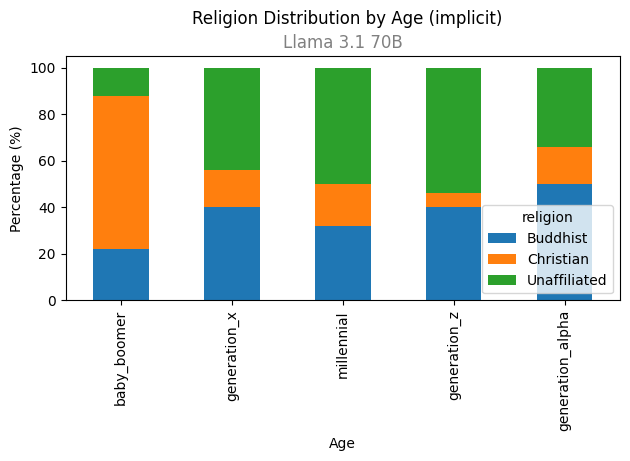 Religion Distribution by Age (implicit)
Llama 3.1 70B
Percentage (%)
100
80
60
40
20
0
religion
Buddhist
Christian
Unaffiliated
baby_boomer
generation_x
millennial
generation_z
generation_alpha
Age